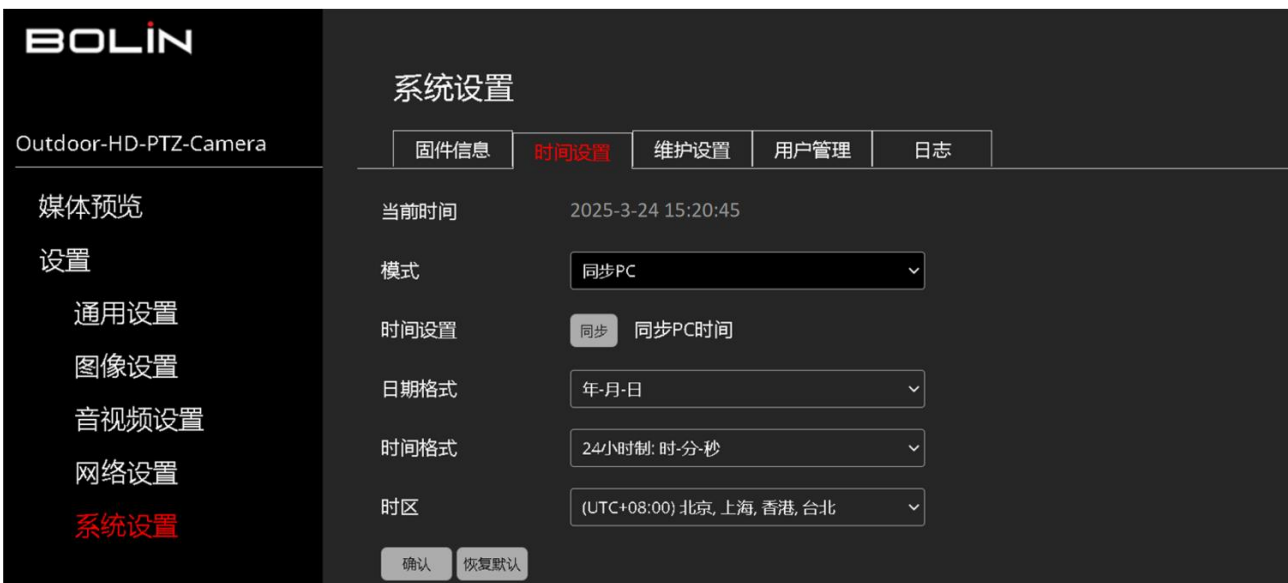 BOLIN
系统设置
Outdoor-HD-PTZ-Camera
固件信息 时间设置 维护设置 用户管理 日志
媒体预览
当前时间 2025-3-24 15:20:45
设置
模式 同步PC
通用设置
时间设置 同步 同步PC时间
图像设置
日期格式 年-月-日
音视频设置
时间格式 24小时制: 时-分-秒
网络设置
时区 (UTC+08:00) 北京, 上海, 香港, 台北
系统设置
确认 恢复默认